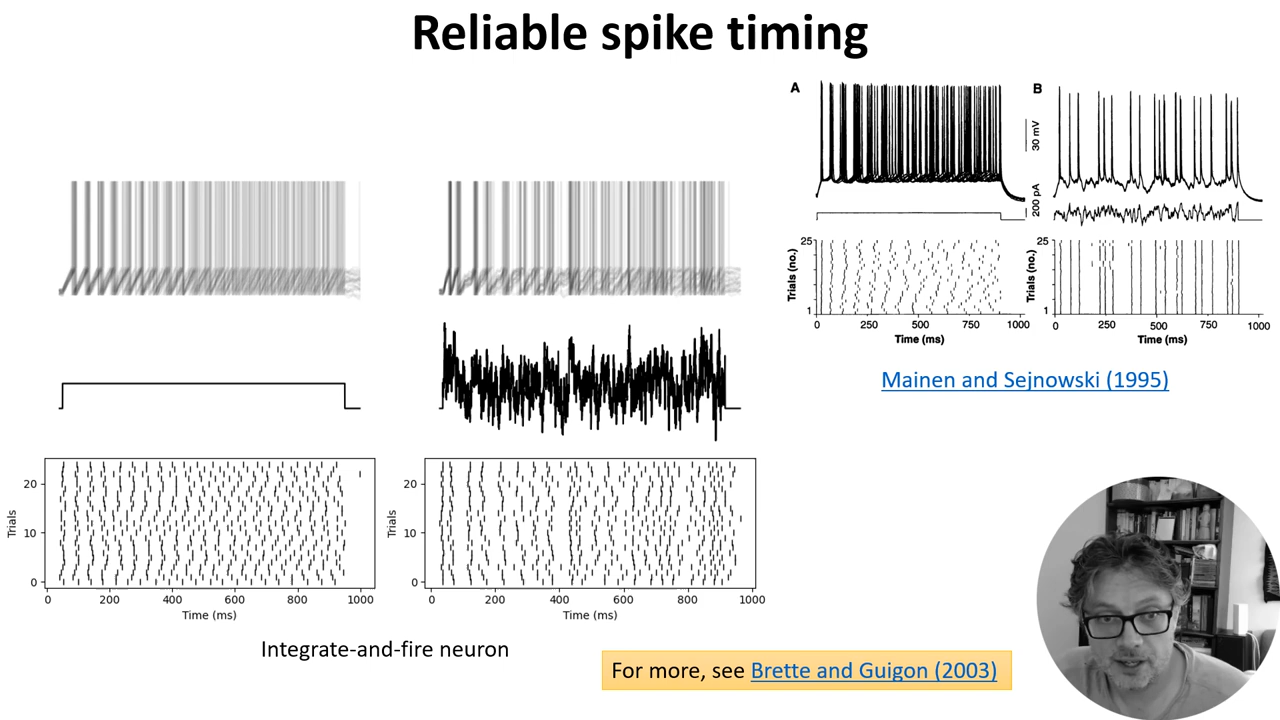 Reliable spike timing
A
B
30 mV
200 pA
25
Trials (no.)
1
0 250 500 750 1000
Time (ms)
25
Trials (no.)
1
0 250 500 750 1000
Time (ms)
Mainen and Sejnowski (1995)
20
10
0
Trials
0 200 400 600 800 1000
Time (ms)
20
10
0
Trials
0 200 400 600 800 1000
Time (ms)
Integrate-and-fire neuron
For more, see Brette and Guigon (2003)